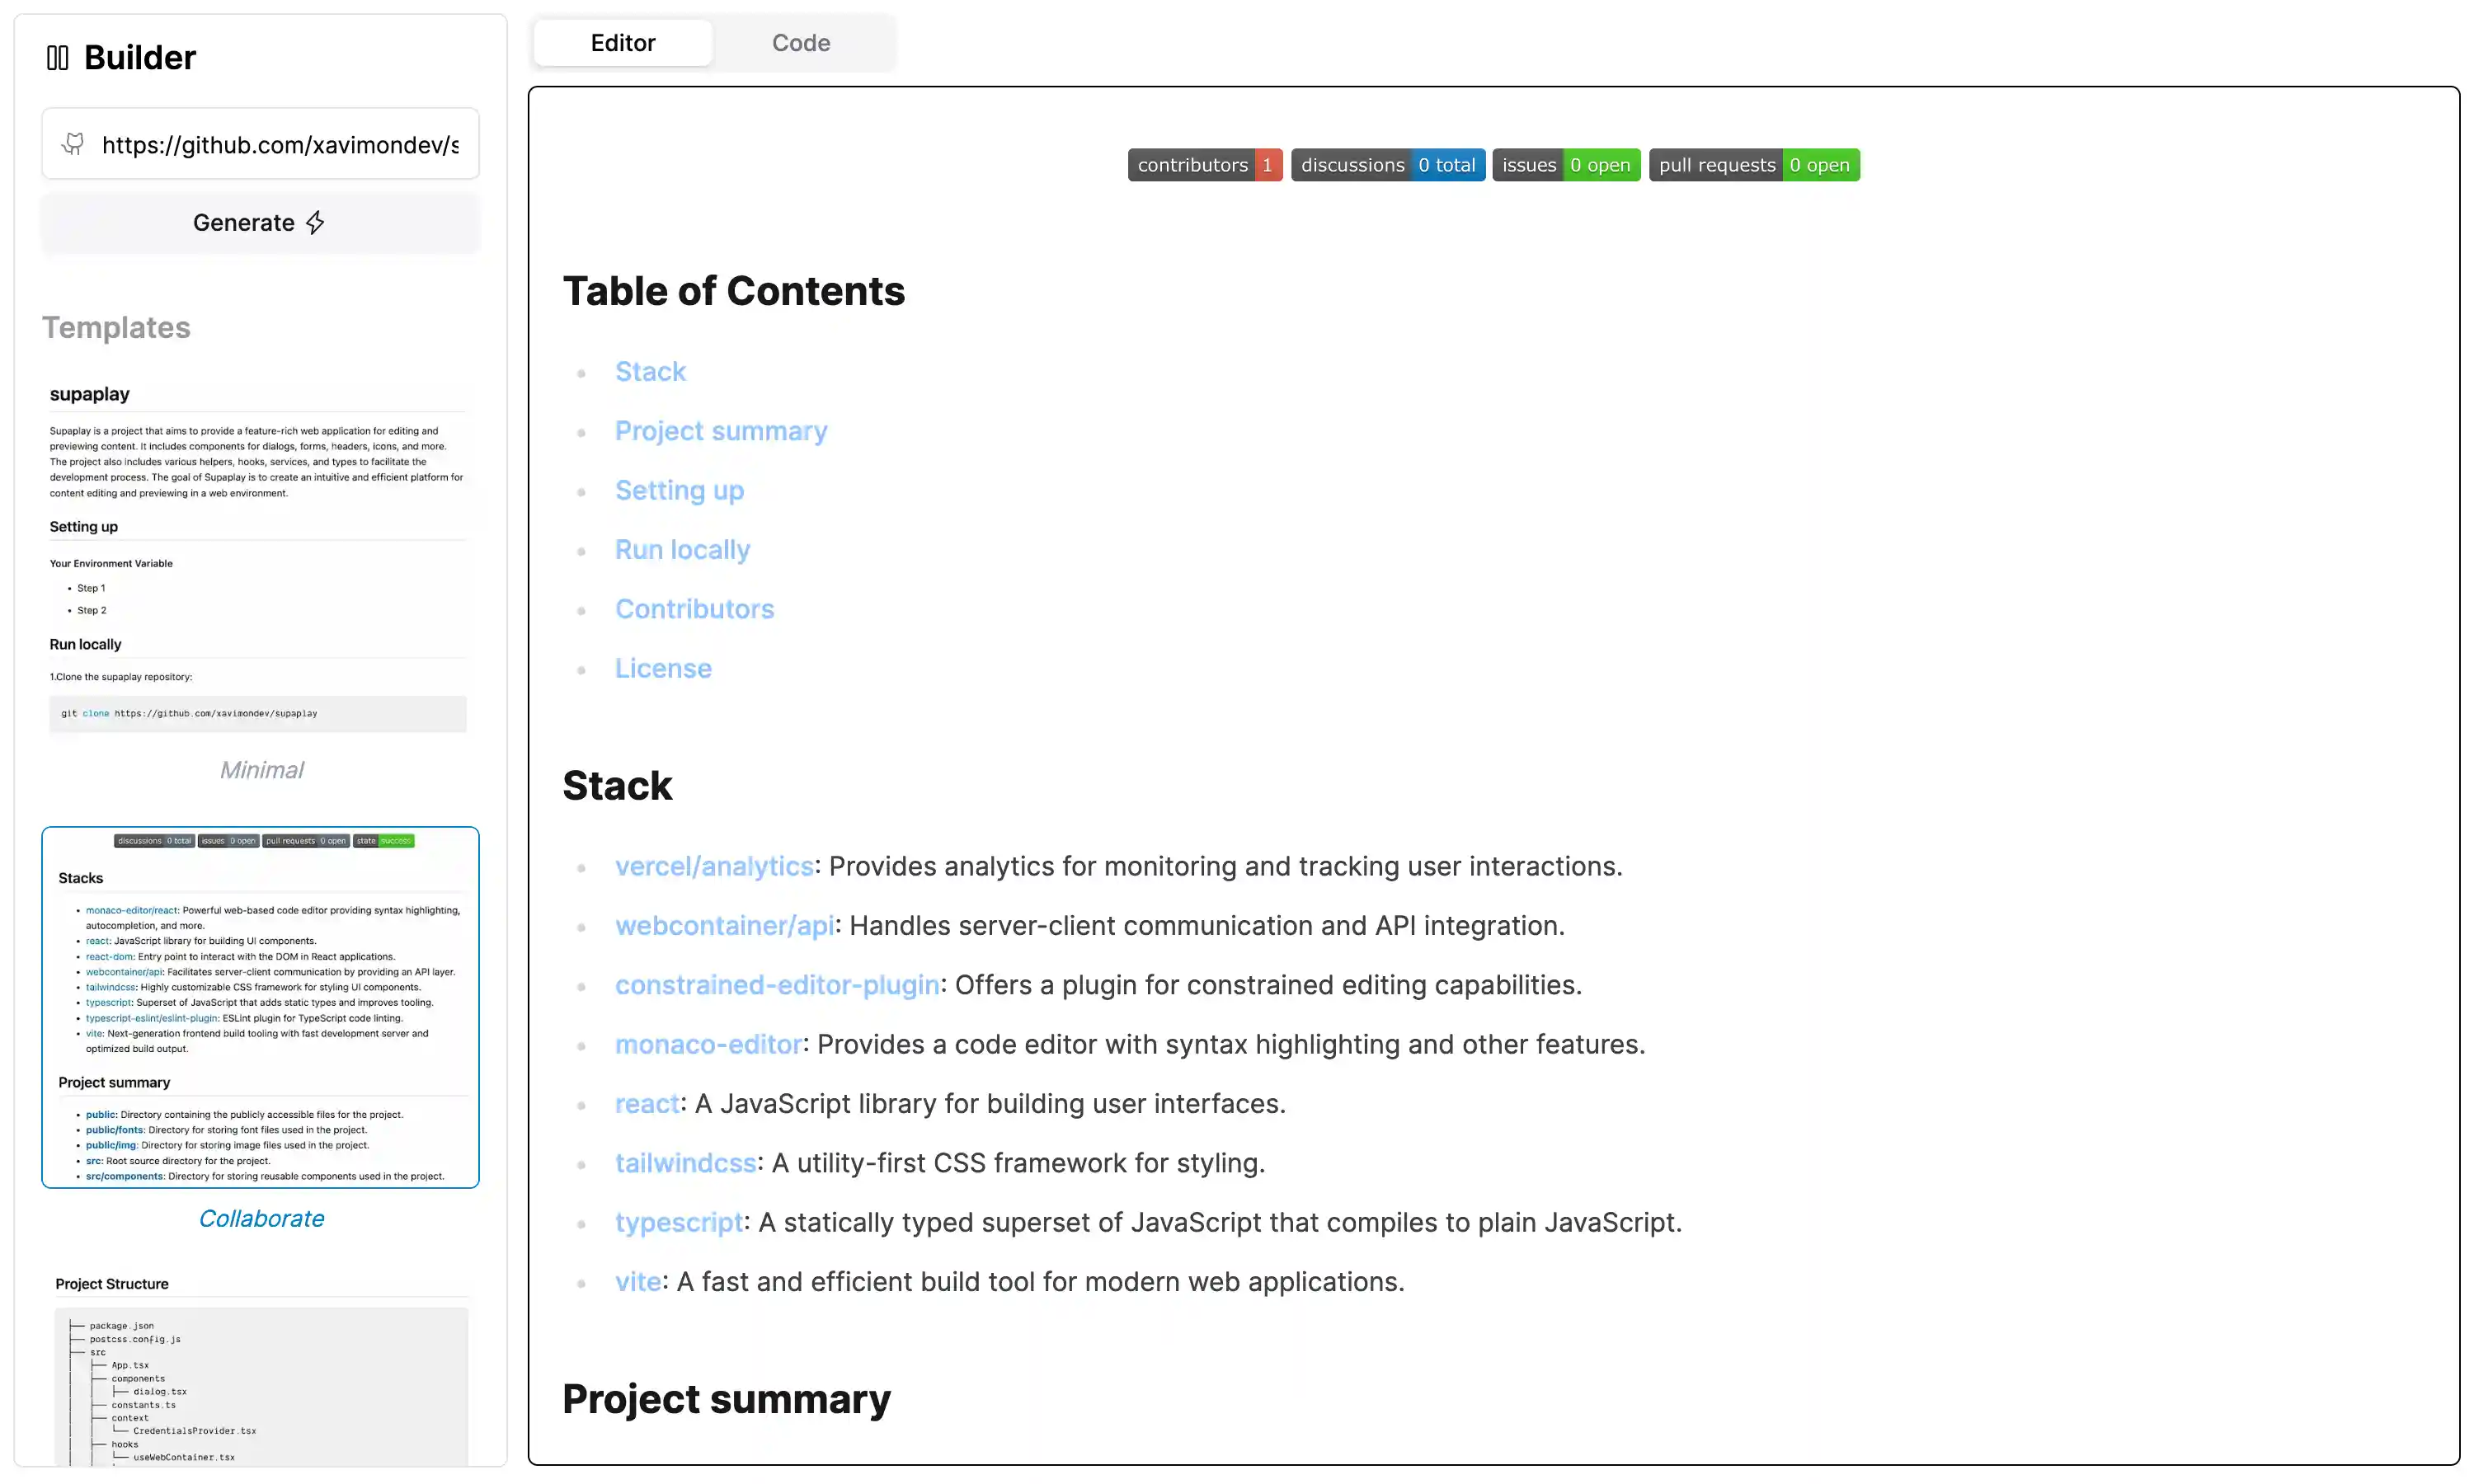 Builder
https://github.com/xavimondev/s
Generate
Templates
supaplay
Supaplay is a project that aims to provide a feature-rich web application for editing and
previewing content. It includes components for dialogs, forms, headers, icons, and more.
The project also includes various helpers, hooks, services, and types to facilitate the
development process. The goal of Supaplay is to create an intuitive and efficient platform for
content editing and previewing in a web environment.
Setting up
Your Environment Variable
• Step 1
• Step 2
Run locally
1.Clone the supaplay repository:
git clone https://github.com/xavimondev/supaplay
Minimal
discussions 0 total issues 0 open pull requests 0 open state success
Stacks
• monaco-editor/react: Powerful web-based code editor providing syntax highlighting,
autocompletion, and more.
• react: JavaScript library for building UI components.
• react-dom: Entry point to interact with the DOM in React applications.
• webcontainer/api: Facilitates server-client communication by providing an API layer.
• tailwindcss: Highly customizable CSS framework for styling UI components.
• typescript: Superset of JavaScript that adds static types and improves tooling.
• typescript-eslint/eslint-plugin: ESLint plugin for TypeScript code linting.
• vite: Next-generation frontend build tooling with fast development server and
optimized build output.
Project summary
• public: Directory containing the publicly accessible files for the project.
• public/fonts: Directory for storing font files used in the project.
• public/img: Directory for storing image files used in the project.
• src: Root source directory for the project.
• src/components: Directory for storing reusable components used in the project.
Collaborate
Project Structure
├── package.json
├── postcss.config.js
├── src
│   ├── App.tsx
│   ├── components
│   │   ├── dialog.tsx
│   ├── constants.ts
│   ├── context
│   │   └── CredentialsProvider.tsx
│   ├── hooks
│   │   └── useWebContainer.tsx
Editor
Code
contributors 1 discussions 0 total issues 0 open pull requests 0 open
Table of Contents
• Stack
• Project summary
• Setting up
• Run locally
• Contributors
• License
Stack
• vercel/analytics: Provides analytics for monitoring and tracking user interactions.
• webcontainer/api: Handles server-client communication and API integration.
• constrained-editor-plugin: Offers a plugin for constrained editing capabilities.
• monaco-editor: Provides a code editor with syntax highlighting and other features.
• react: A JavaScript library for building user interfaces.
• tailwindcss: A utility-first CSS framework for styling.
• typescript: A statically typed superset of JavaScript that compiles to plain JavaScript.
• vite: A fast and efficient build tool for modern web applications.
Project summary